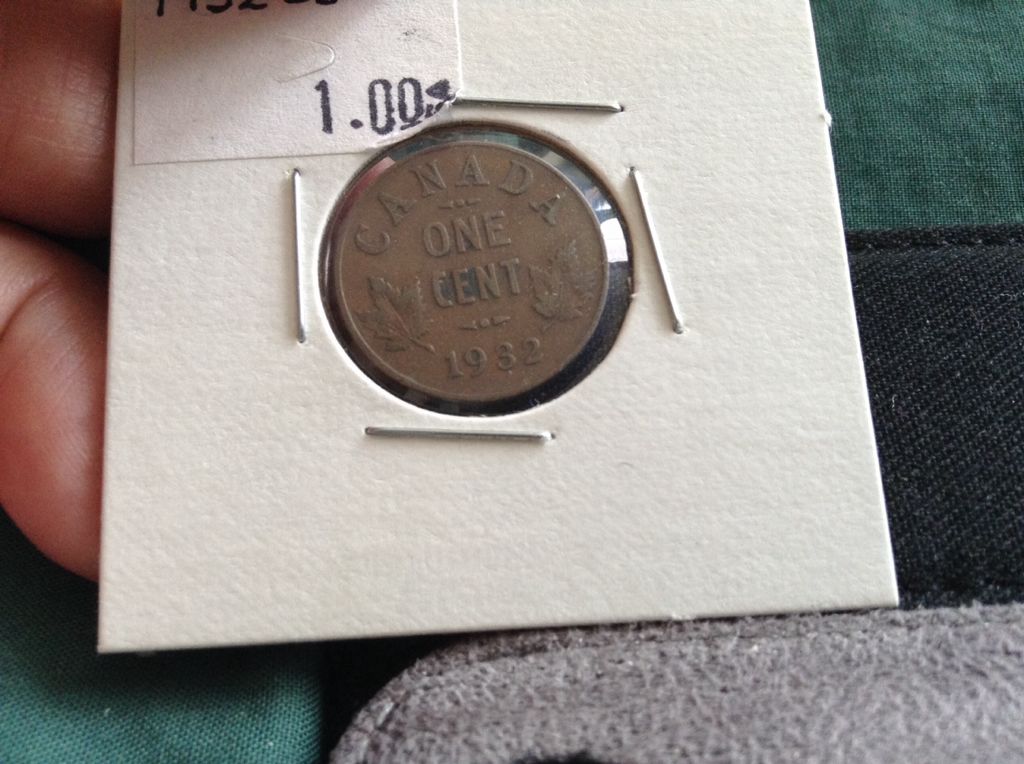 1.00
CANADA
ONE
CENT
1932